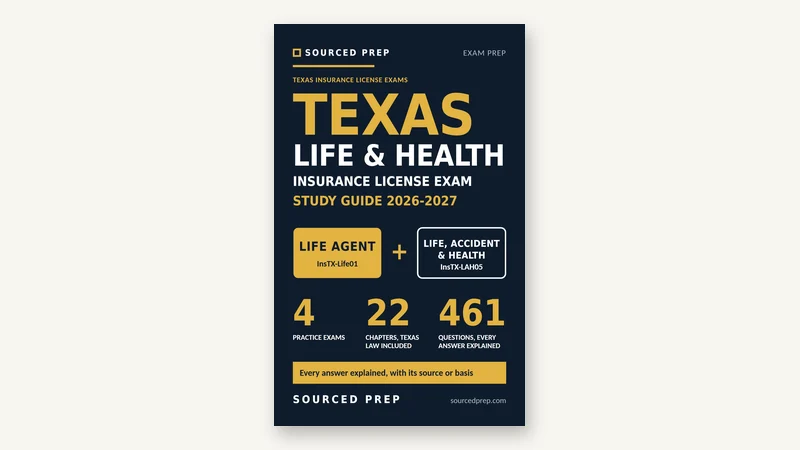 SOURCED PREP
EXAM PREP
TEXAS INSURANCE LICENSE EXAMS
TEXAS
LIFE & HEALTH
INSURANCE LICENSE EXAM
STUDY GUIDE 2026-2027
LIFE AGENT
InsTX-Life01
+
LIFE, ACCIDENT
& HEALTH
InsTX-LAH05
4
PRACTICE EXAMS
22
CHAPTERS, TEXAS
LAW INCLUDED
461
QUESTIONS, EVERY
ANSWER EXPLAINED
Every answer explained, with its source or basis
SOURCED PREP
sourcedprep.com